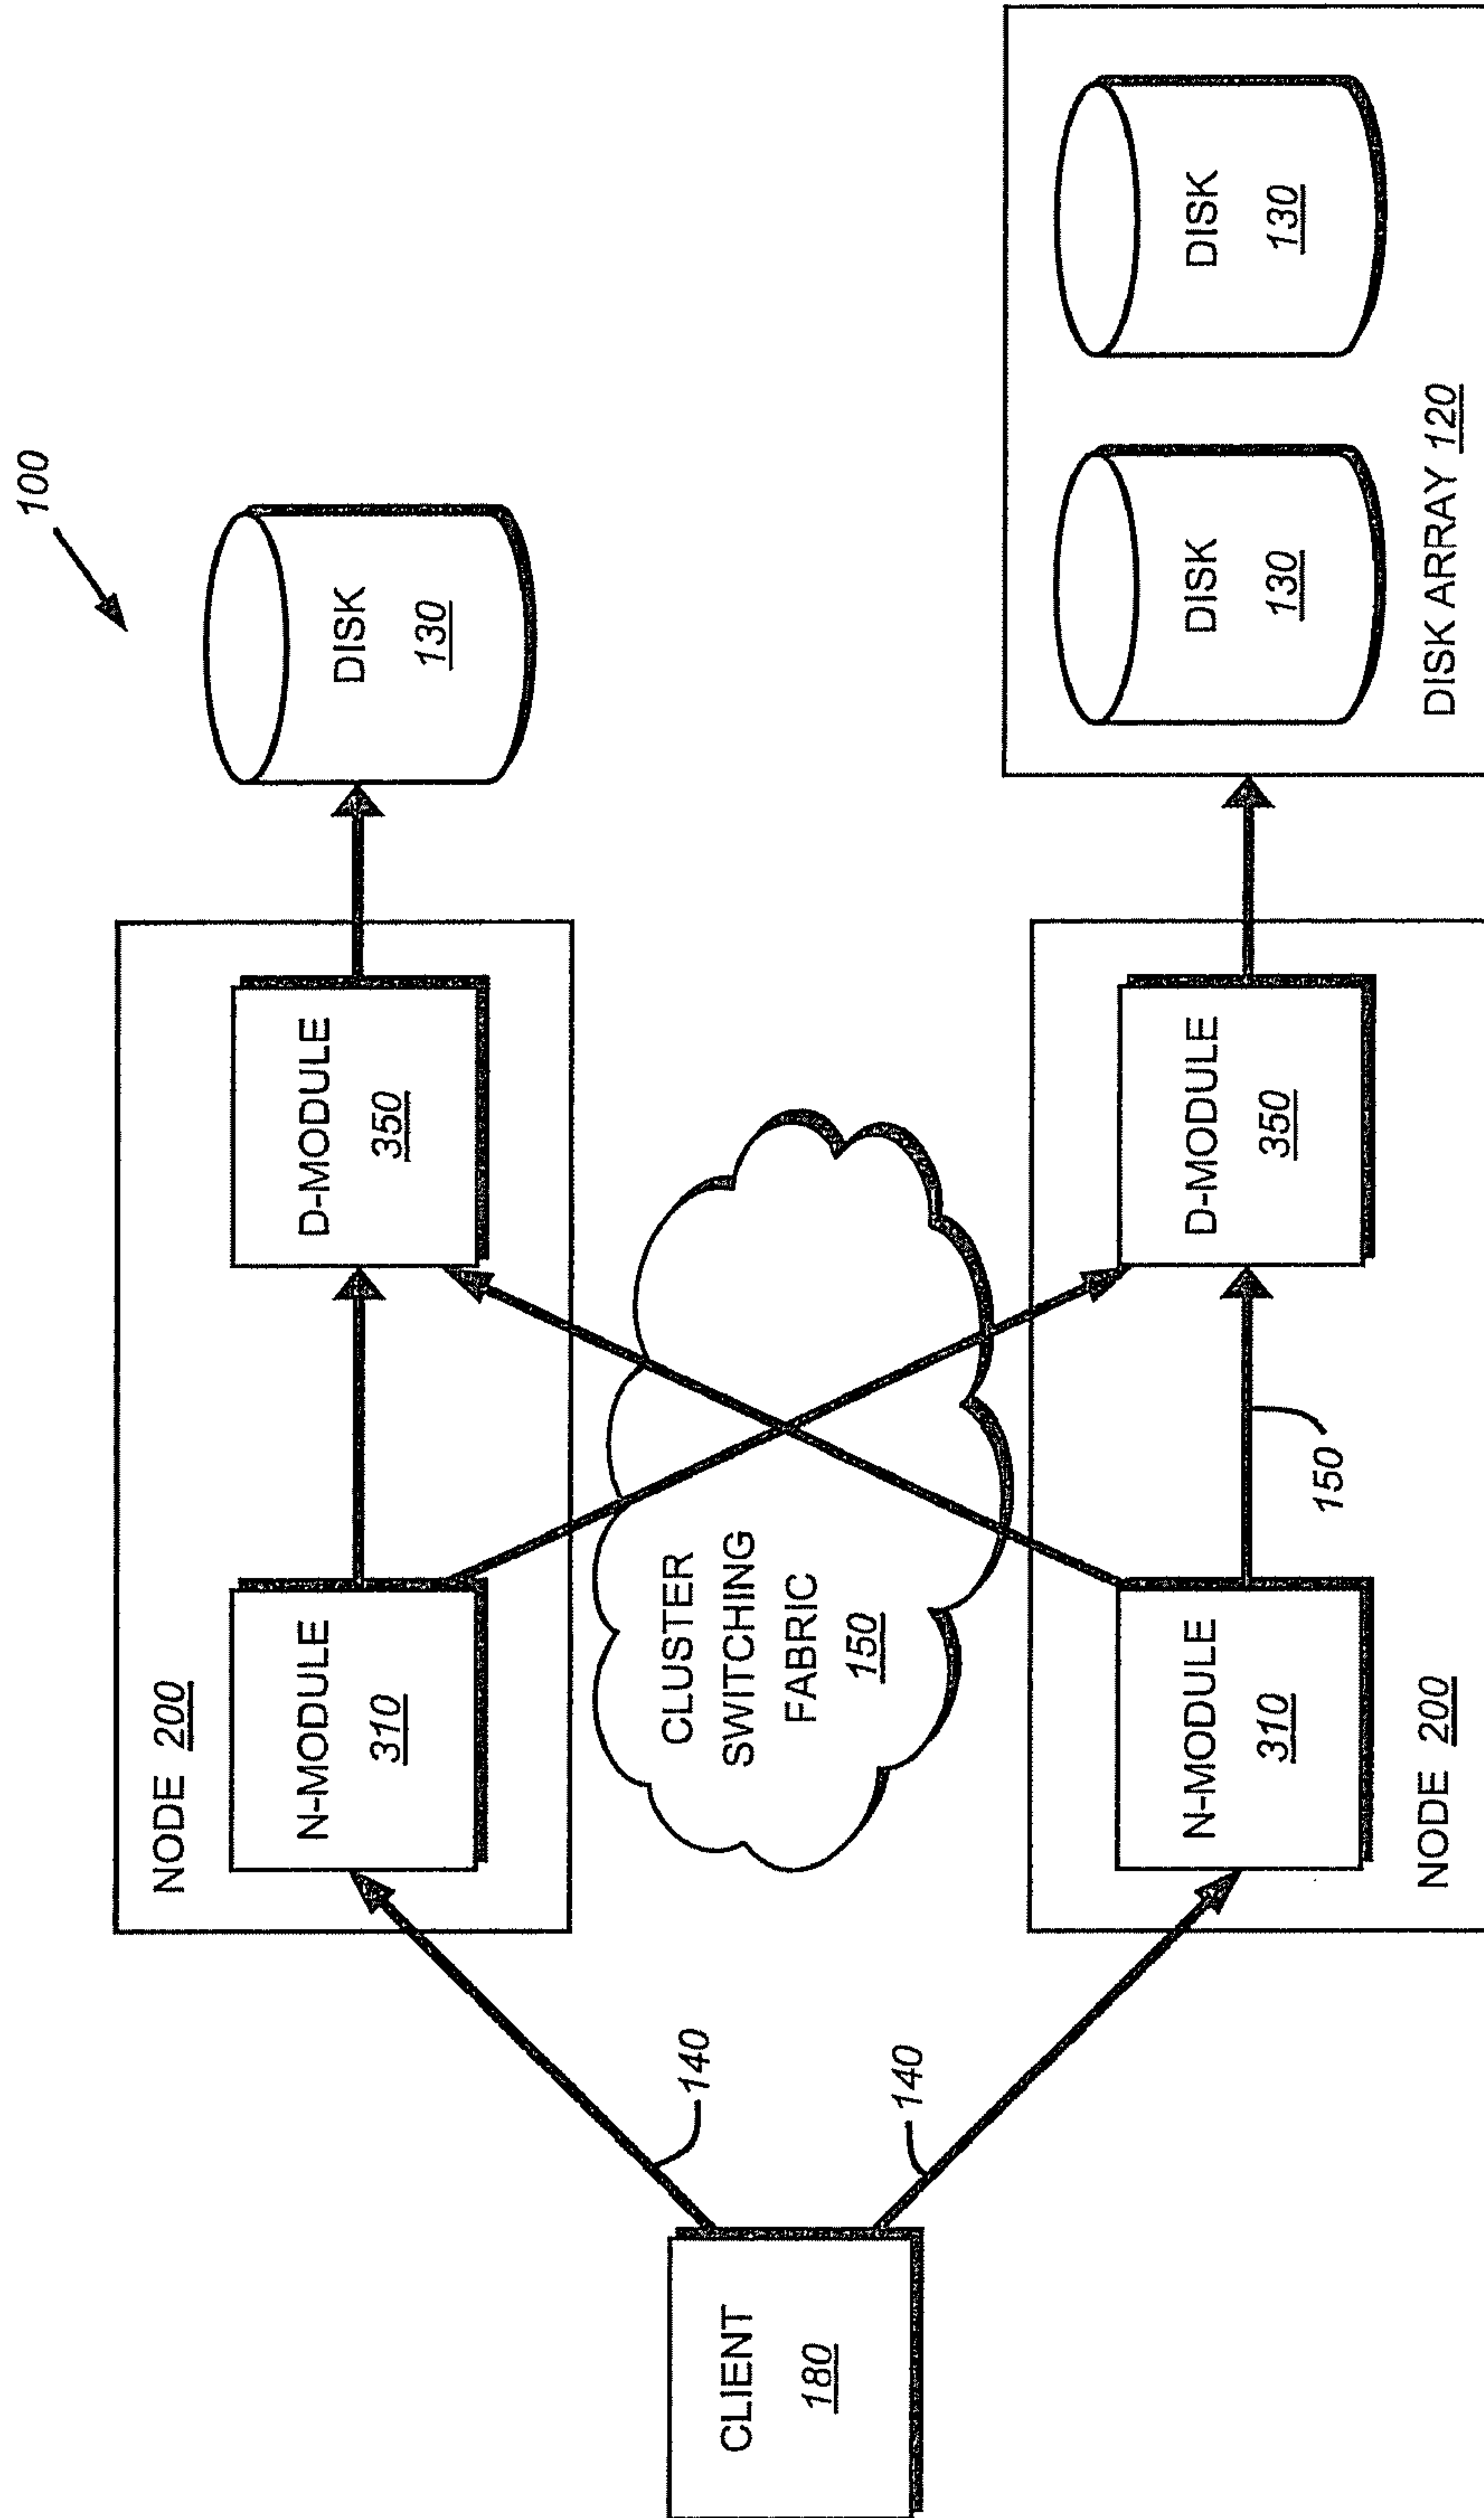 100
NODE 200
N-MODULE
310
D-MODULE
350
DISK
130
CLIENT
180
140
140
CLUSTER
SWITCHING
FABRIC
150
N-MODULE
310
NODE 200
150
D-MODULE
350
DISK
130
DISK
130
DISK ARRAY 120